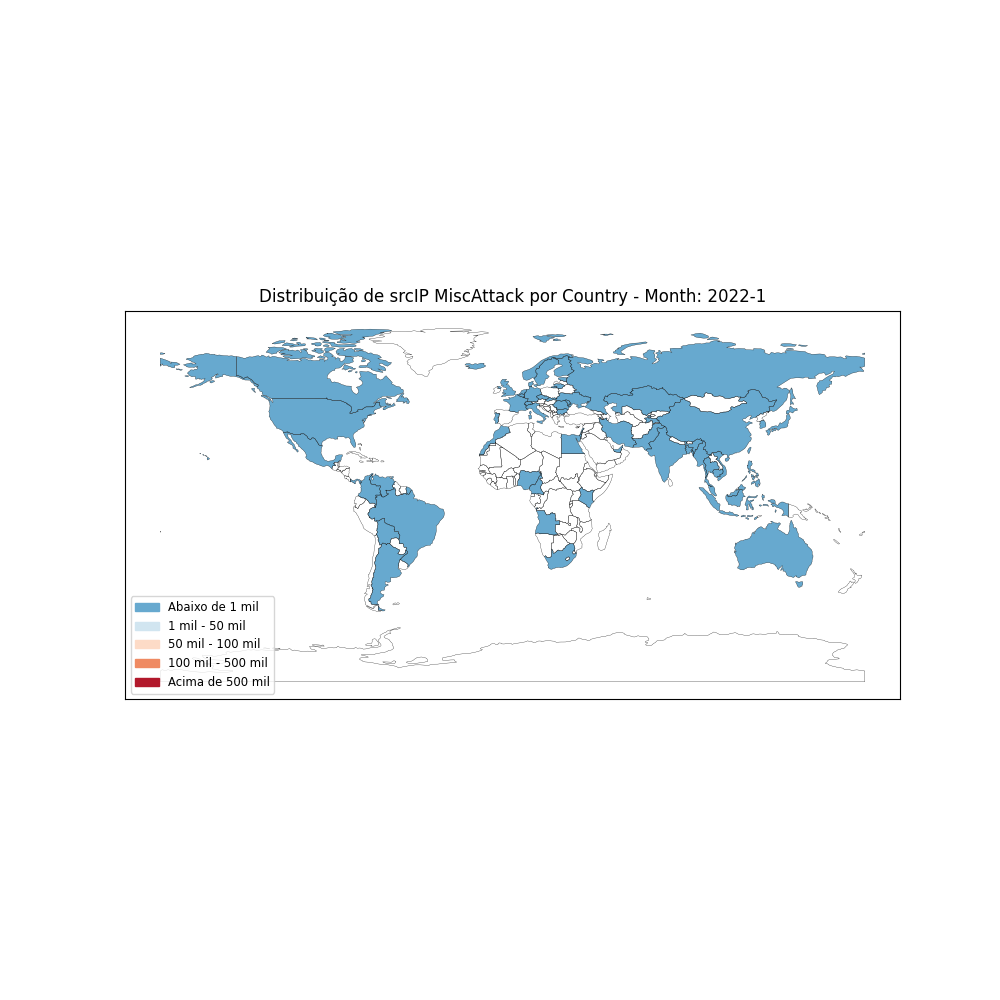 Distribuição de srcIP MiscAttack por Country - Month: 2022-1
Abaixo de 1 mil
1 mil - 50 mil
50 mil - 100 mil
100 mil - 500 mil
Acima de 500 mil